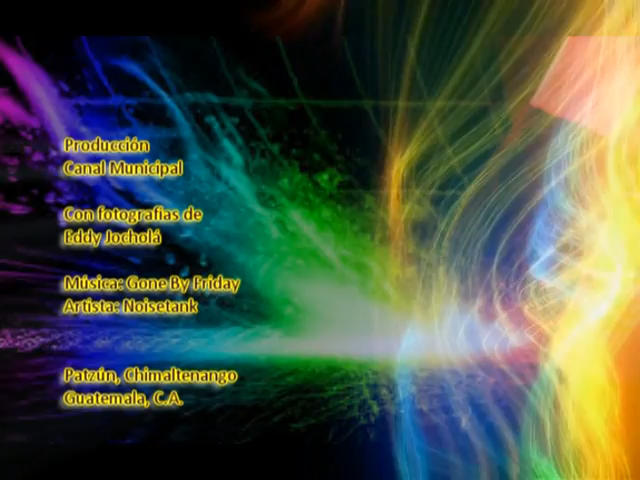 Producción
Canal Municipal
Con fotografías de
Eddy Jocholá
Música: Gone By Friday
Artista: Noisetank
Patzún, Chimaltenango
Guatemala, C.A.